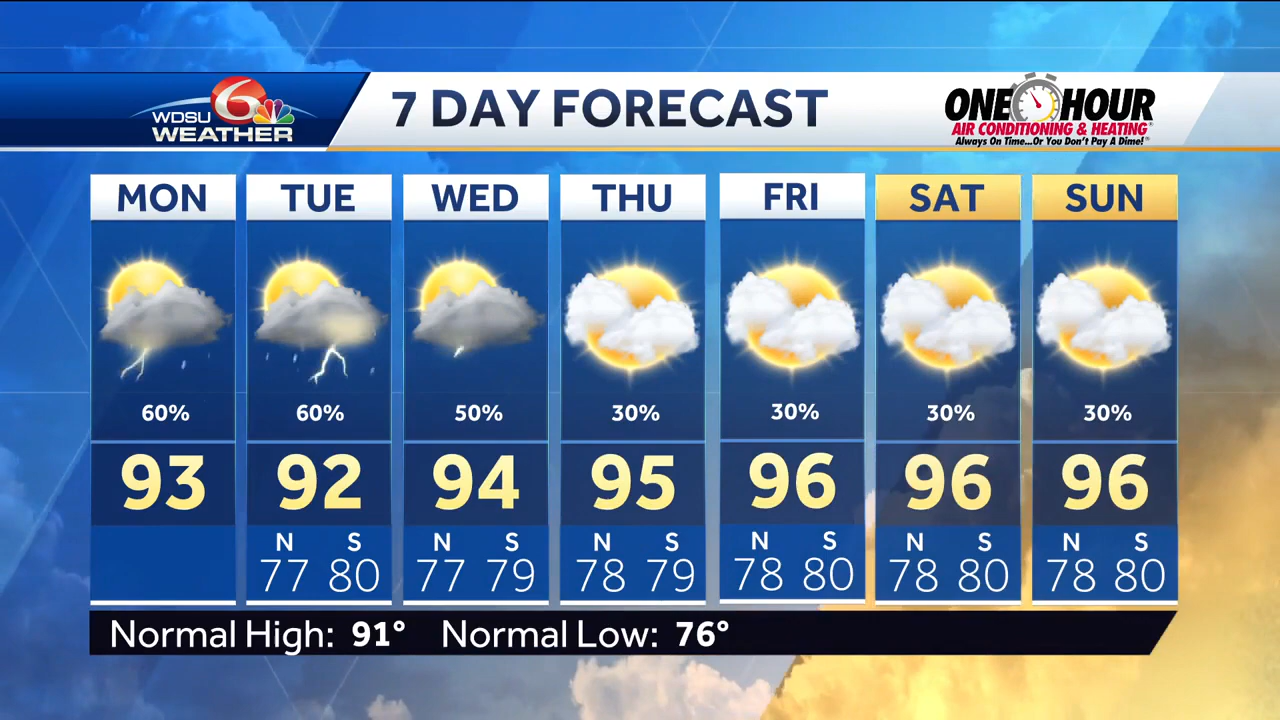 WDSU 6
WEATHER
7 DAY FORECAST
ONE HOUR
AIR CONDITIONING & HEATING®
Always On Time...Or You Don't Pay A Dime!®
MON TUE WED THU FRI SAT SUN
60% 60% 50% 30% 30% 30% 30%
93 92 94 95 96 96 96
N S N S N S N S N S N S
77 80 77 79 78 79 78 80 78 80 78 80
Normal High: 91° Normal Low: 76°